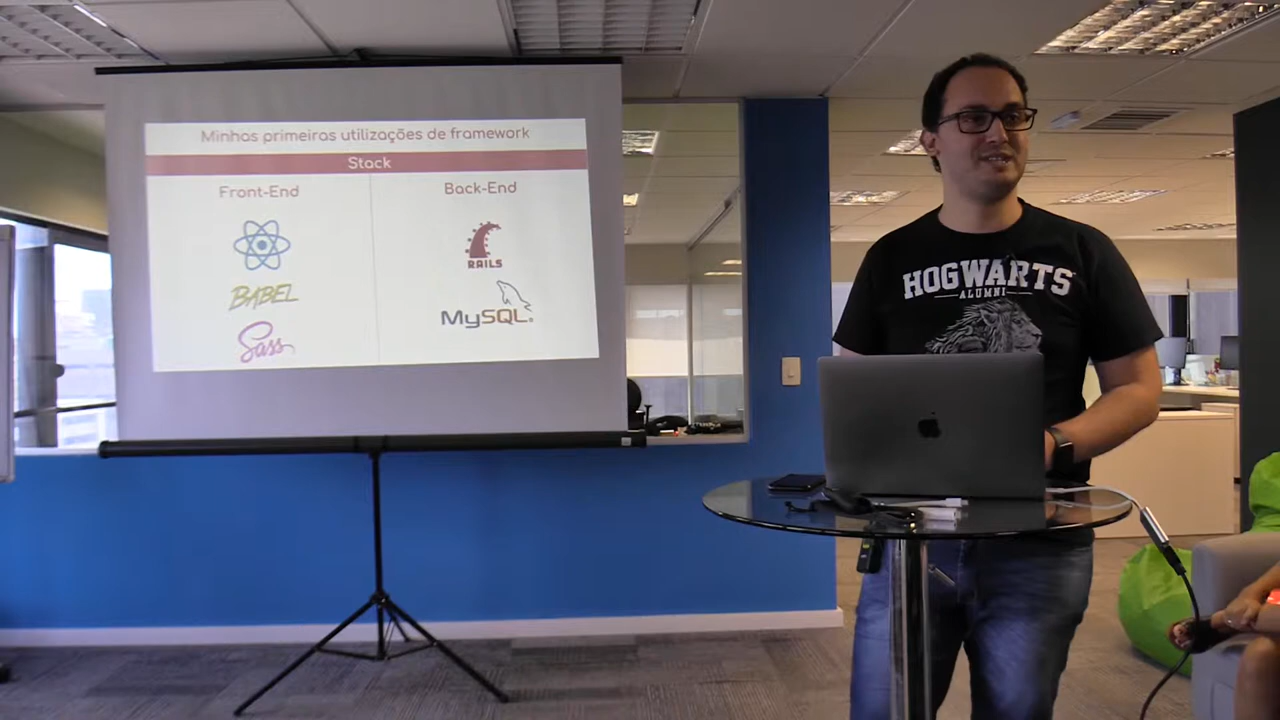 Minhas primeiras utilizações de framework
Stack
Front-End
Back-End
RAILS
BABEL
MySQL®
Sass
HOGWARTS
ALUMNI